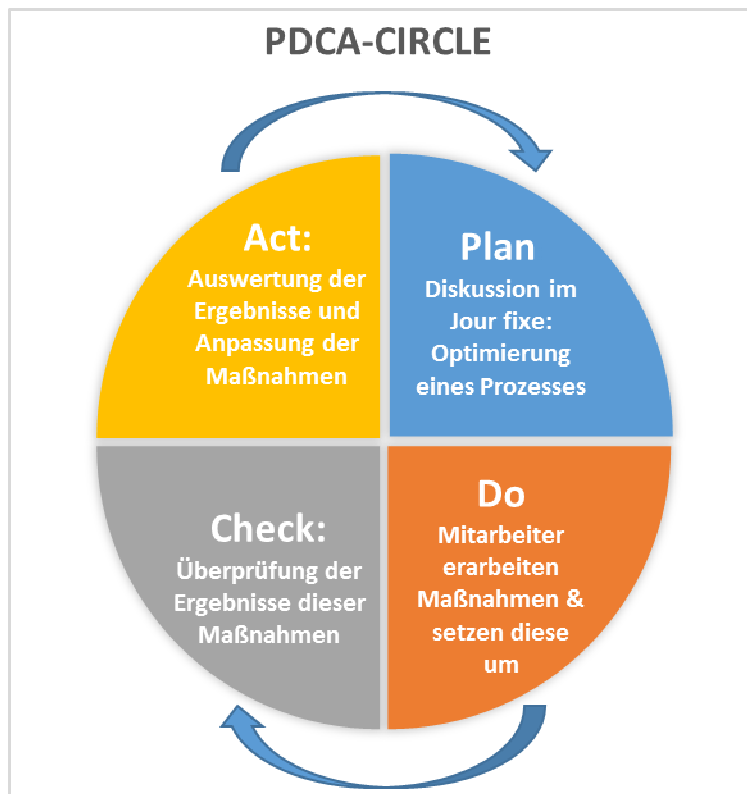 PDCA-CIRCLE
Act:
Auswertung der
Ergebnisse und
Anpassung der
Maßnahmen
Plan
Diskussion im
Jour fixe:
Optimierung
eines Prozesses
Check:
Überprüfung der
Ergebnisse dieser
Maßnahmen
Do
Mitarbeiter
erarbeiten
Maßnahmen &
setzen diese
um